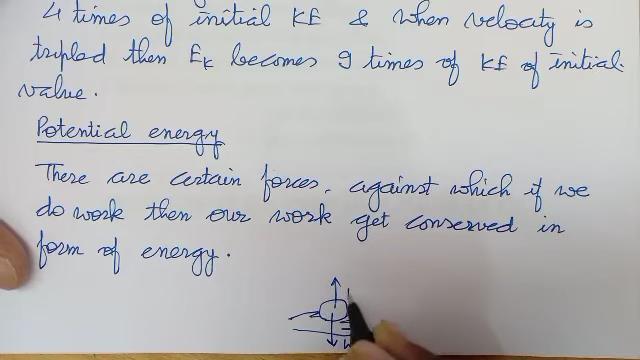 4 times of initial KE & when velocity is
tripled then Ek becomes 9 times of KE of initial
value.
Potential energy
There are certain forces, against which if we
do work then our work get conserved in
form of energy.